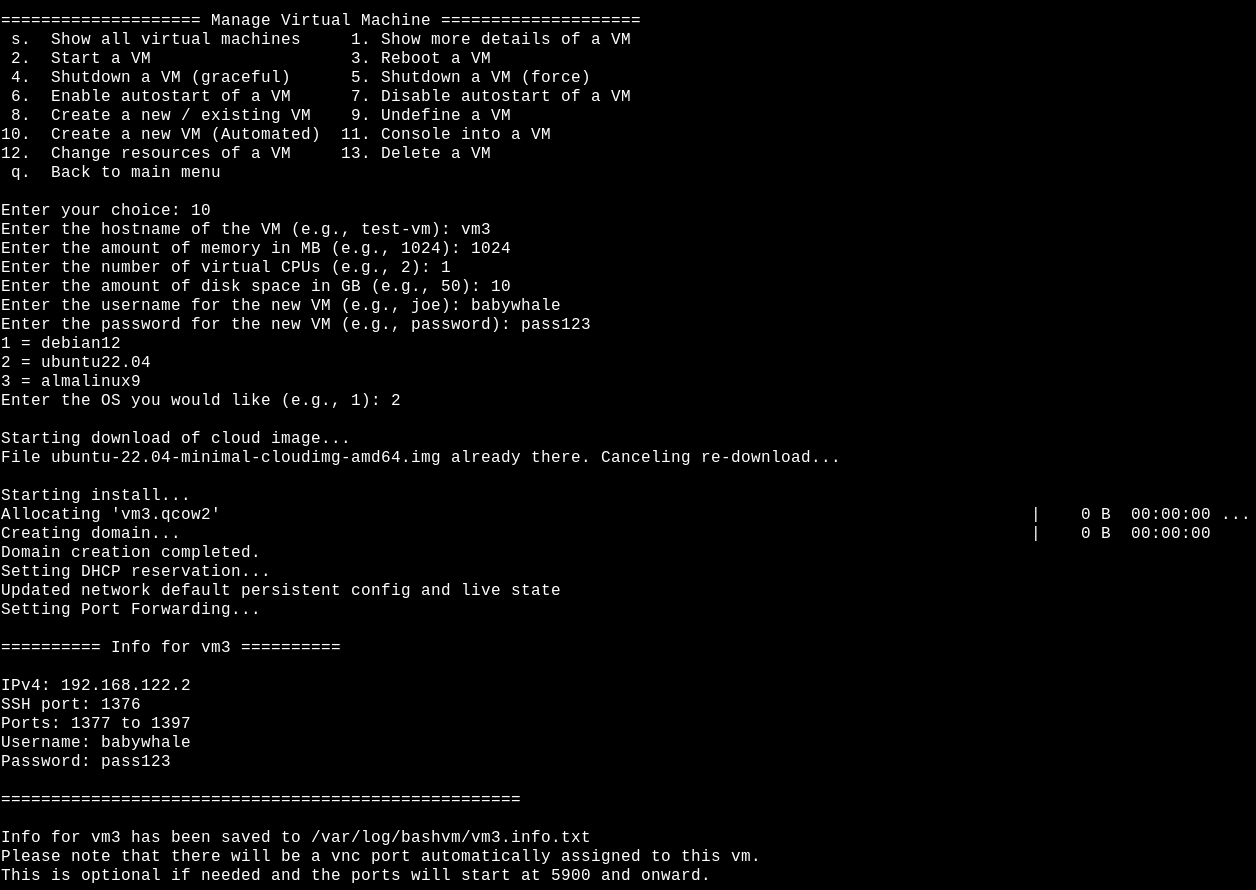 ==================== Manage Virtual Machine ====================
 s.  Show all virtual machines     1. Show more details of a VM
 2.  Start a VM                    3. Reboot a VM
 4.  Shutdown a VM (graceful)      5. Shutdown a VM (force)
 6.  Enable autostart of a VM      7. Disable autostart of a VM
 8.  Create a new / existing VM    9. Undefine a VM
10.  Create a new VM (Automated)  11. Console into a VM
12.  Change resources of a VM     13. Delete a VM
 q.  Back to main menu

Enter your choice: 10
Enter the hostname of the VM (e.g., test-vm): vm3
Enter the amount of memory in MB (e.g., 1024): 1024
Enter the number of virtual CPUs (e.g., 2): 1
Enter the amount of disk space in GB (e.g., 50): 10
Enter the username for the new VM (e.g., joe): babywhale
Enter the password for the new VM (e.g., password): pass123
1 = debian12
2 = ubuntu22.04
3 = almalinux9
Enter the OS you would like (e.g., 1): 2

Starting download of cloud image...
File ubuntu-22.04-minimal-cloudimg-amd64.img already there. Canceling re-download...

Starting install...
Allocating 'vm3.qcow2'                                                                                 |    0 B  00:00:00 ...
Creating domain...                                                                                     |    0 B  00:00:00
Domain creation completed.
Setting DHCP reservation...
Updated network default persistent config and live state
Setting Port Forwarding...

========== Info for vm3 ==========

IPv4: 192.168.122.2
SSH port: 1376
Ports: 1377 to 1397
Username: babywhale
Password: pass123

====================================================

Info for vm3 has been saved to /var/log/bashvm/vm3.info.txt
Please note that there will be a vnc port automatically assigned to this vm.
This is optional if needed and the ports will start at 5900 and onward.